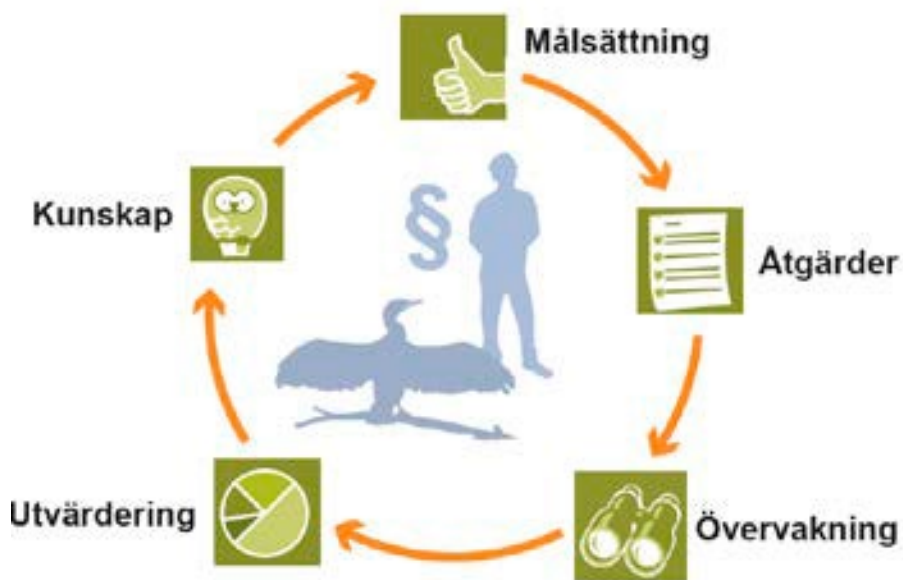 Målsättning
Åtgärder
Övervakning
Utvärdering
Kunskap
§